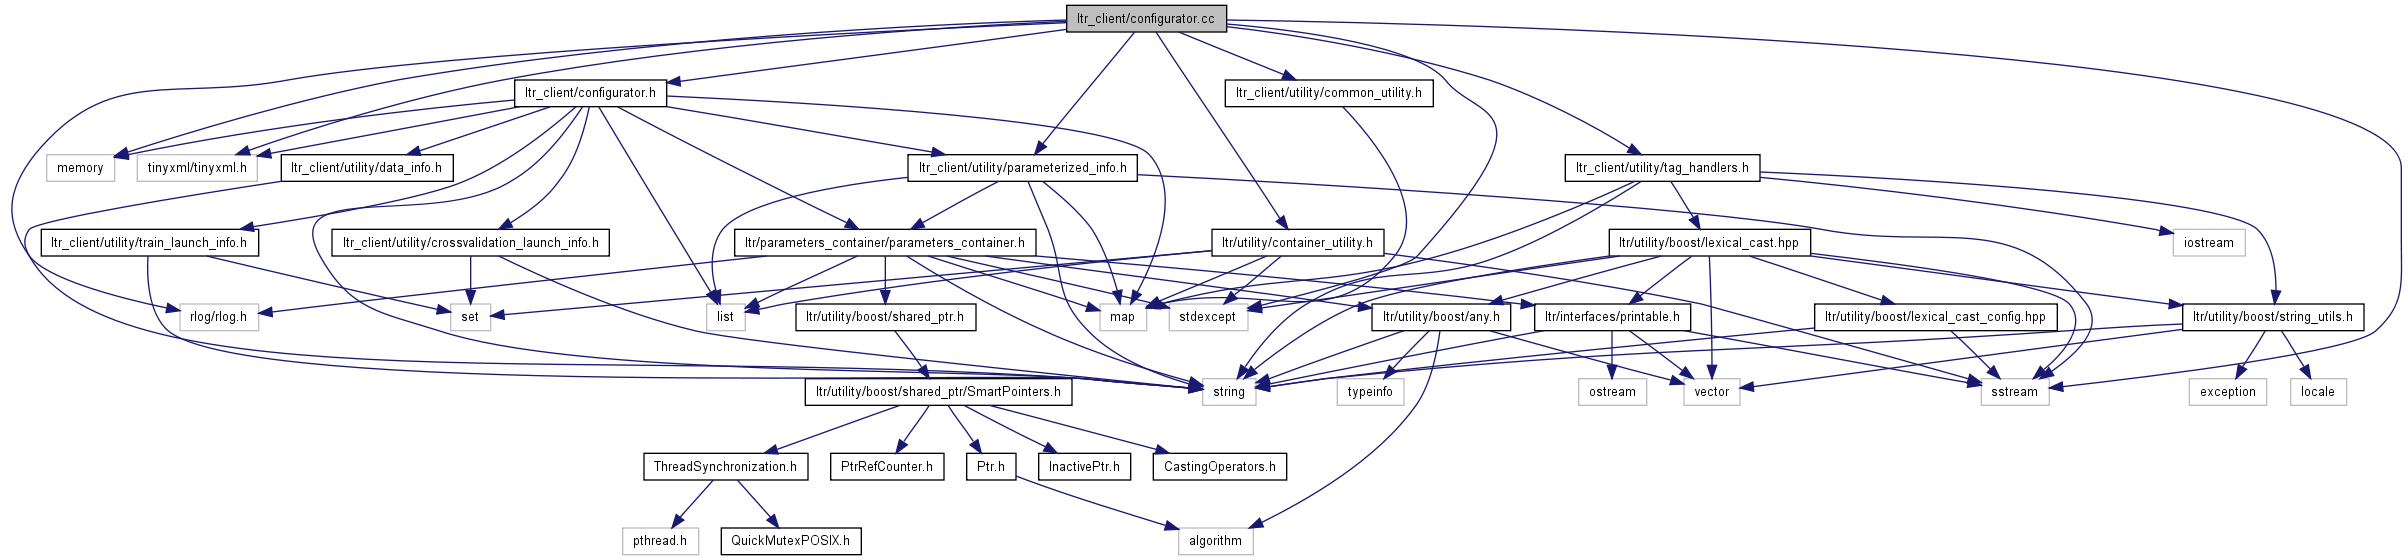 ltr_client/configurator.cc
ltr_client/configurator.h
ltr_client/utility/common_utility.h
memory
tinyxml/tinyxml.h
ltr_client/utility/data_info.h
ltr_client/utility/parameterized_info.h
ltr_client/utility/tag_handlers.h
ltr_client/utility/train_launch_info.h
ltr_client/utility/crossvalidation_launch_info.h
ltr/parameters_container/parameters_container.h
ltr/utility/container_utility.h
ltr/utility/boost/lexical_cast.hpp
iostream
rlog/rlog.h
set
list
ltr/utility/boost/shared_ptr.h
map
stdexcept
ltr/utility/boost/any.h
ltr/interfaces/printable.h
ltr/utility/boost/lexical_cast_config.hpp
ltr/utility/boost/string_utils.h
ltr/utility/boost/shared_ptr/SmartPointers.h
string
typeinfo
ostream
vector
sstream
exception
locale
ThreadSynchronization.h
PtrRefCounter.h
Ptr.h
InactivePtr.h
CastingOperators.h
pthread.h
QuickMutexPOSIX.h
algorithm